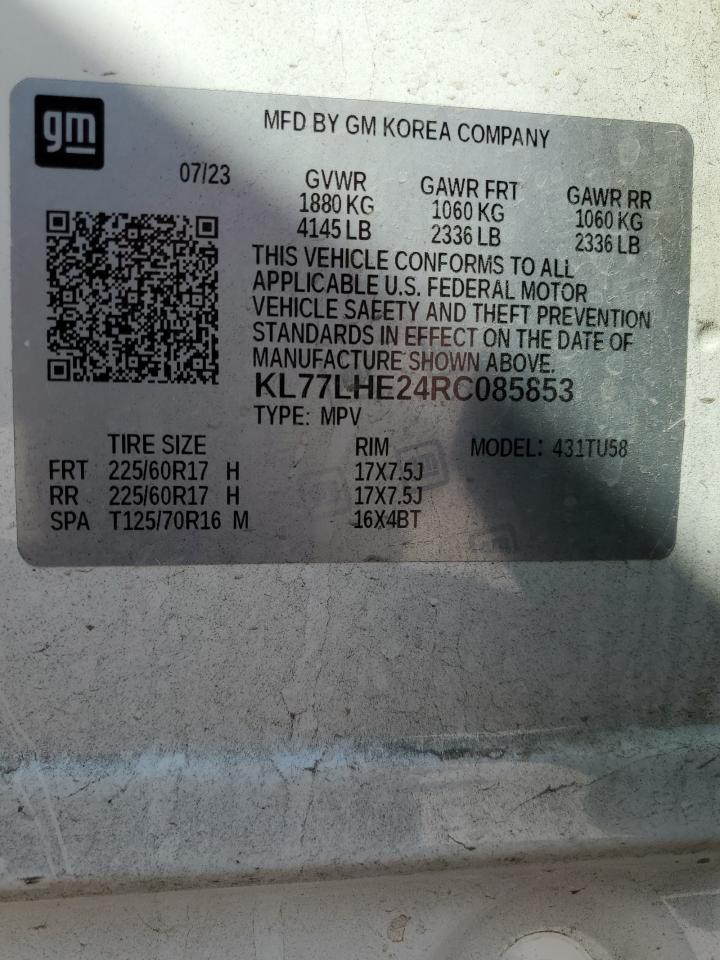 gm
MFD BY GM KOREA COMPANY
07/23 GVWR GAWR FRT GAWR RR
1880 KG 1060 KG 1060 KG
4145 LB 2336 LB 2336 LB
THIS VEHICLE CONFORMS TO ALL
APPLICABLE U.S. FEDERAL MOTOR
VEHICLE SAFETY AND THEFT PREVENTION
STANDARDS IN EFFECT ON THE DATE OF
MANUFACTURE SHOWN ABOVE.
KL77LHE24RC085853
TYPE: MPV
TIRE SIZE RIM MODEL: 431TU58
FRT 225/60R17 H 17X7.5J
RR 225/60R17 H 17X7.5J
SPA T125/70R16 M 16X4BT